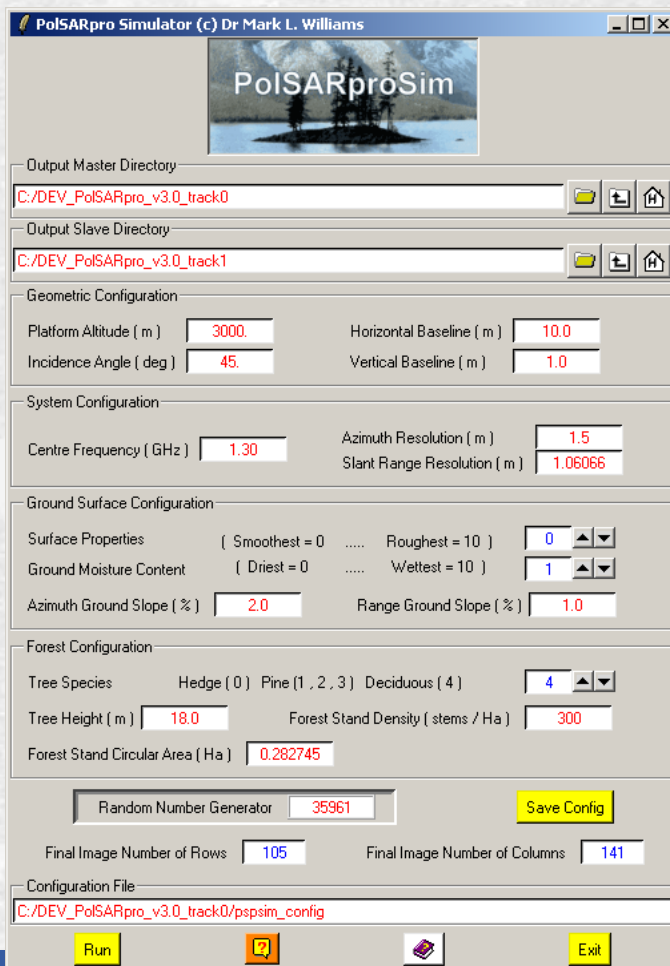 PolSARpro Simulator (c) Dr Mark L. Williams
PolSARproSim
Output Master Directory
C:/DEV_PolSARpro_v3.0_track0
Output Slave Directory
C:/DEV_PolSARpro_v3.0_track1
Geometric Configuration
Platform Altitude ( m ) 3000. Horizontal Baseline ( m ) 10.0
Incidence Angle ( deg ) 45. Vertical Baseline ( m ) 1.0
System Configuration
Centre Frequency ( GHz ) 1.30 Azimuth Resolution ( m ) 1.5
Slant Range Resolution ( m ) 1.06066
Ground Surface Configuration
Surface Properties ( Smoothest = 0 ..... Roughest = 10 ) 0
Ground Moisture Content ( Driest = 0 ..... Wettest = 10 ) 1
Azimuth Ground Slope ( % ) 2.0 Range Ground Slope ( % ) 1.0
Forest Configuration
Tree Species Hedge ( 0 ) Pine (1 , 2 , 3 ) Deciduous ( 4 ) 4
Tree Height ( m ) 18.0 Forest Stand Density ( stems / Ha ) 300
Forest Stand Circular Area ( Ha ) 0.282745
Random Number Generator 35961 Save Config
Final Image Number of Rows 105 Final Image Number of Columns 141
Configuration File
C:/DEV_PolSARpro_v3.0_track0/pspsim_config
Run ? Exit